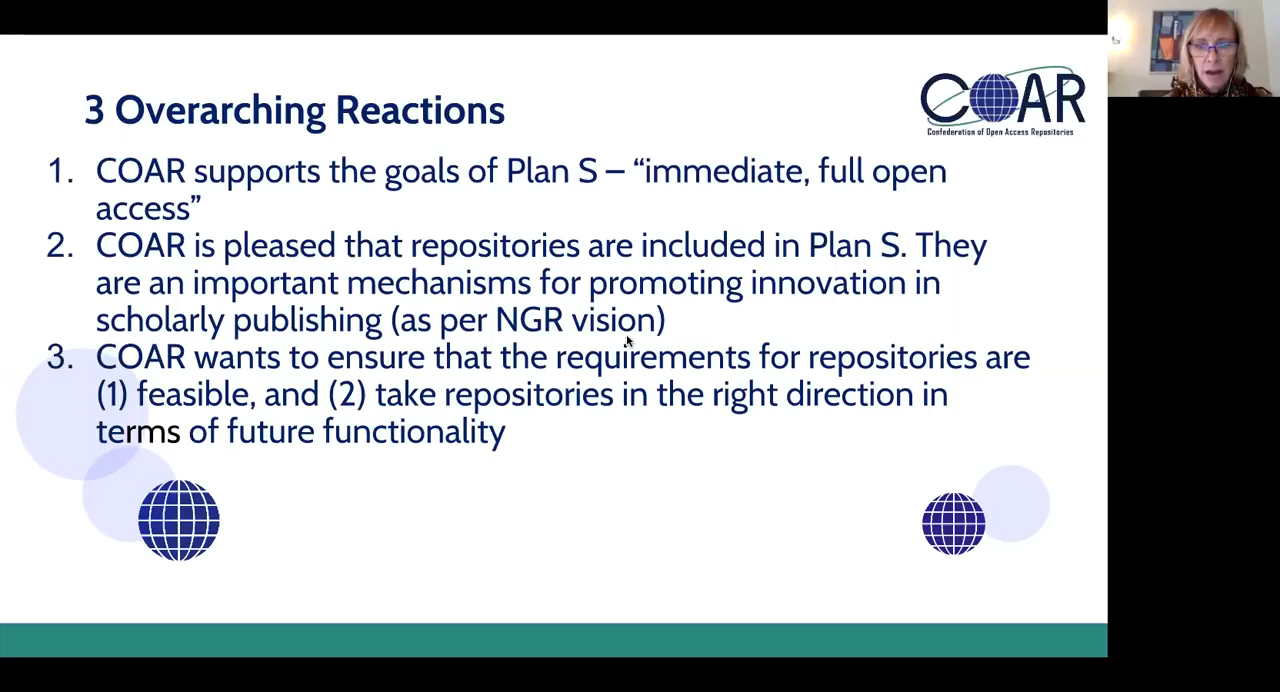 3 Overarching Reactions
COAR
Confederation of Open Access Repositories
1. COAR supports the goals of Plan S – “immediate, full open
access”
2. COAR is pleased that repositories are included in Plan S. They
are an important mechanisms for promoting innovation in
scholarly publishing (as per NGR vision)
3. COAR wants to ensure that the requirements for repositories are
(1) feasible, and (2) take repositories in the right direction in
terms of future functionality